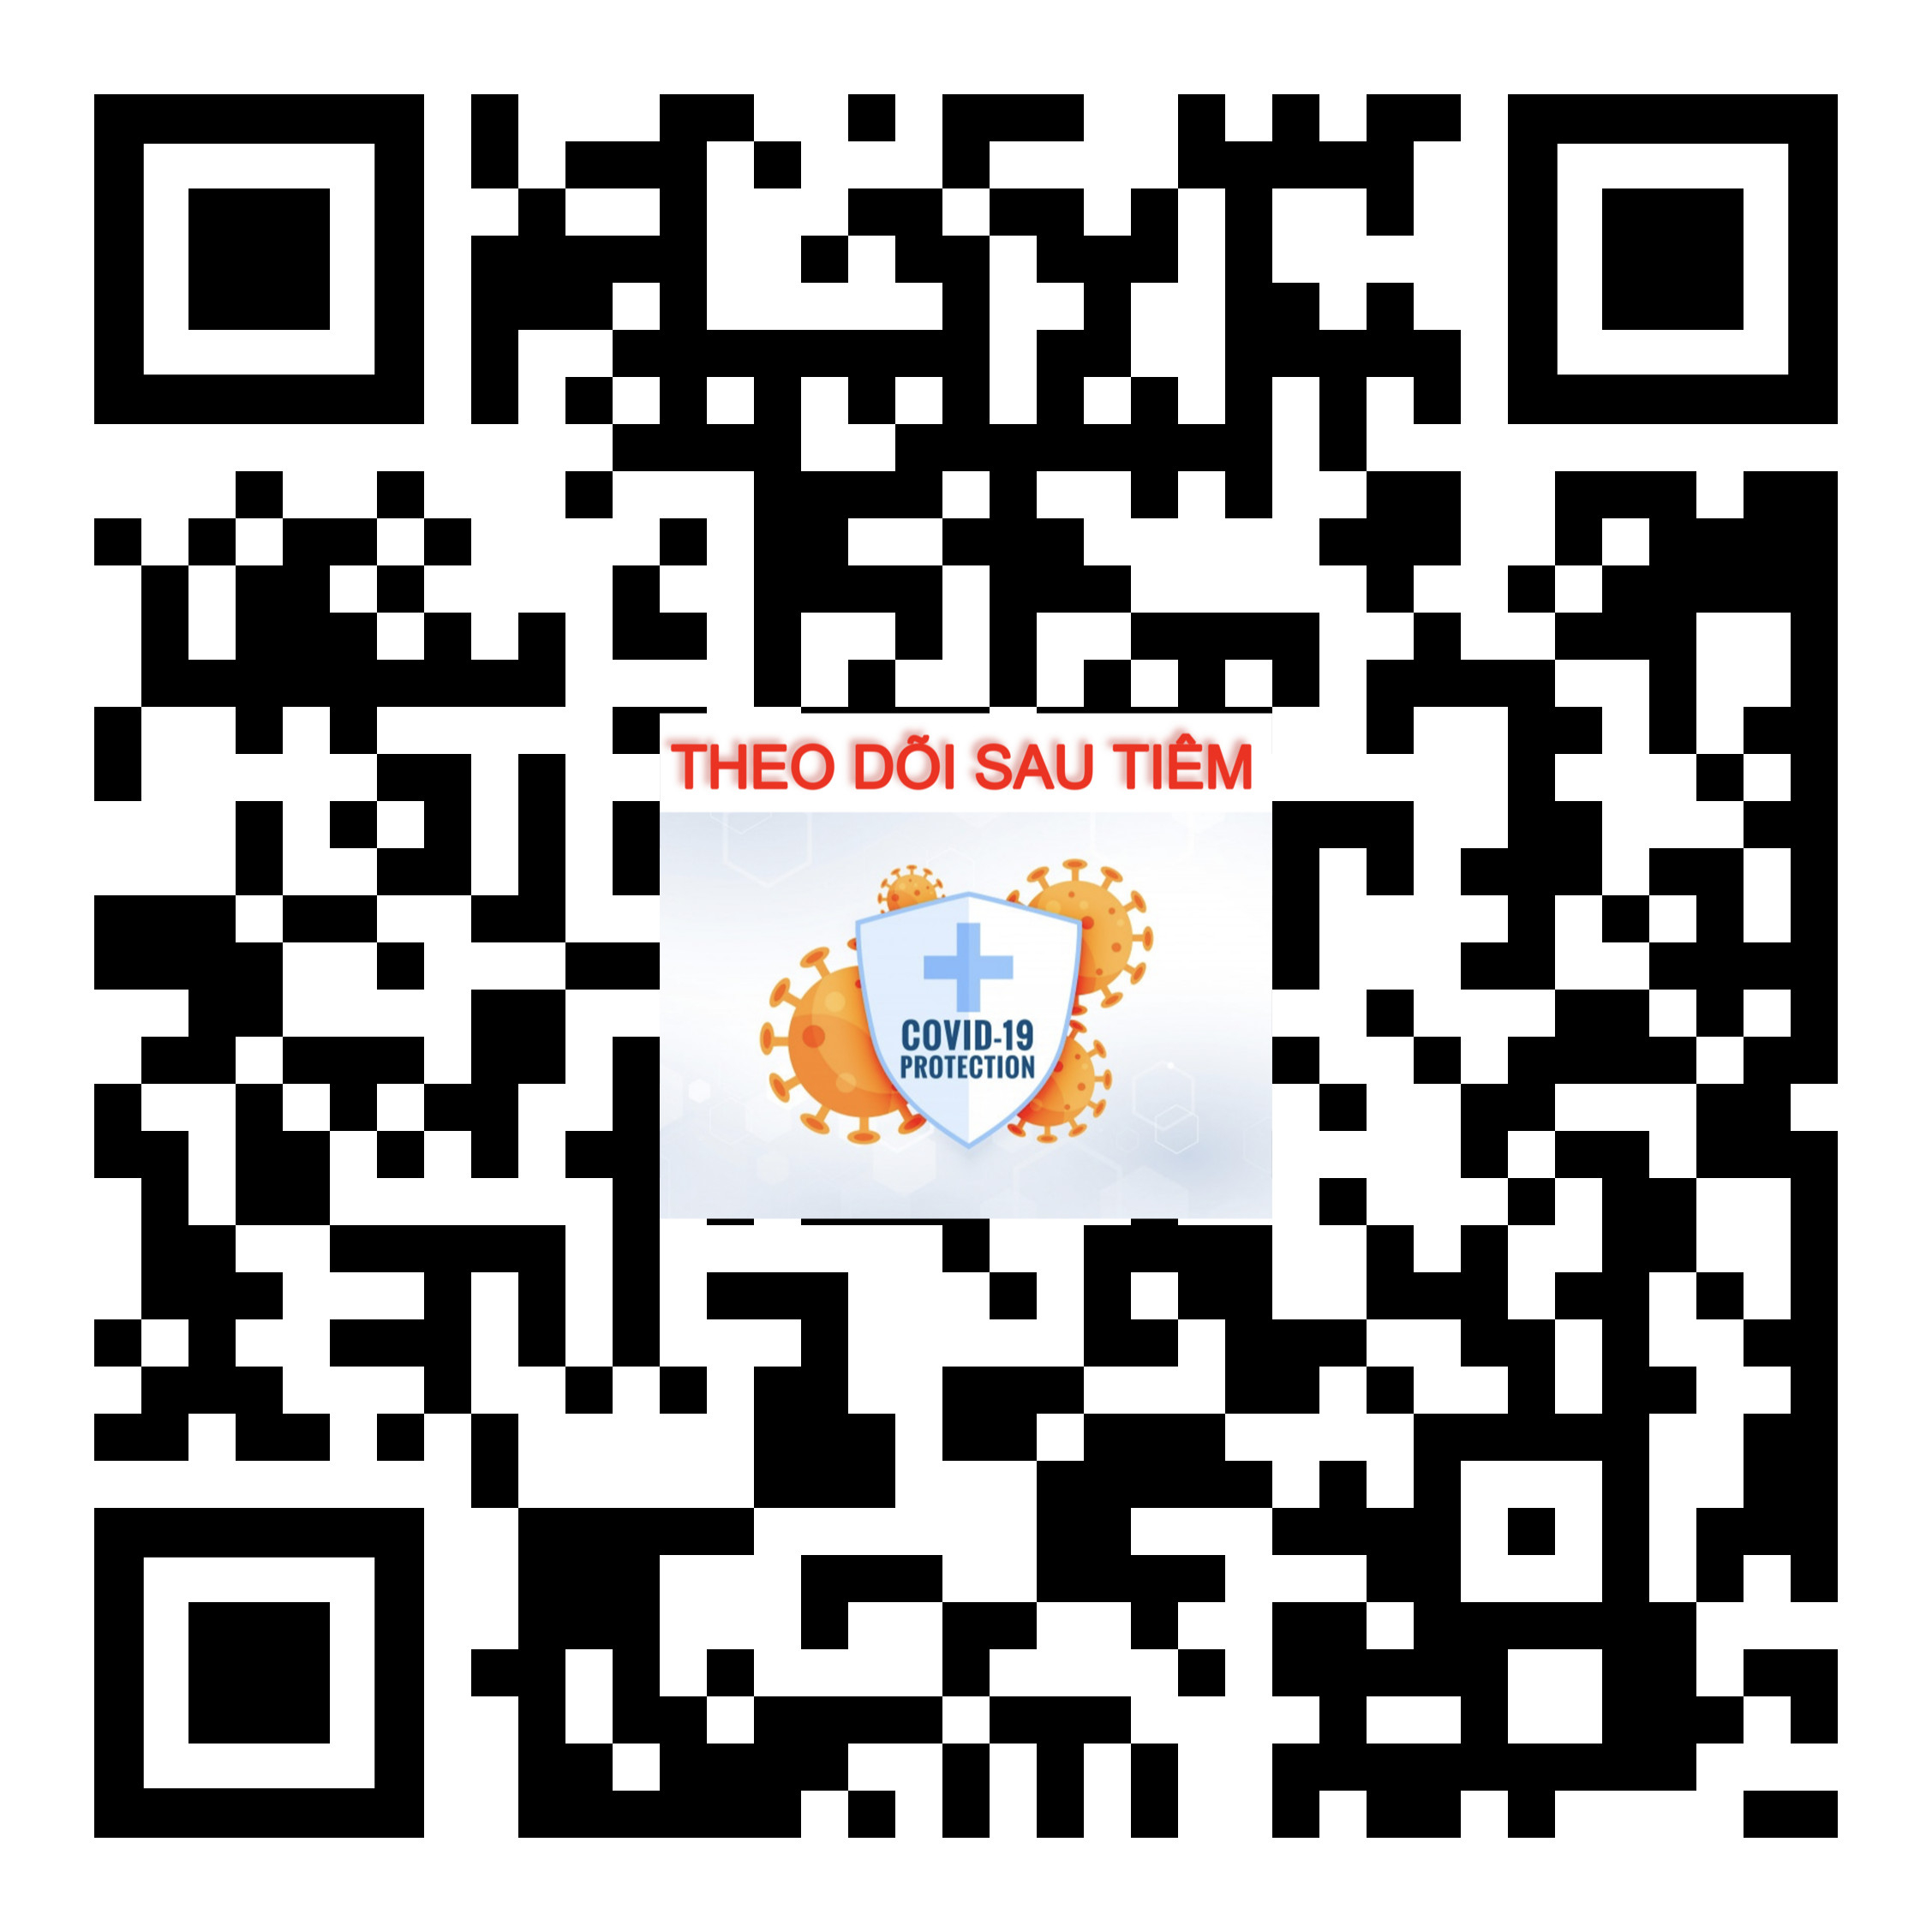 THEO DÕI SAU TIÊM
COVID-19
PROTECTION